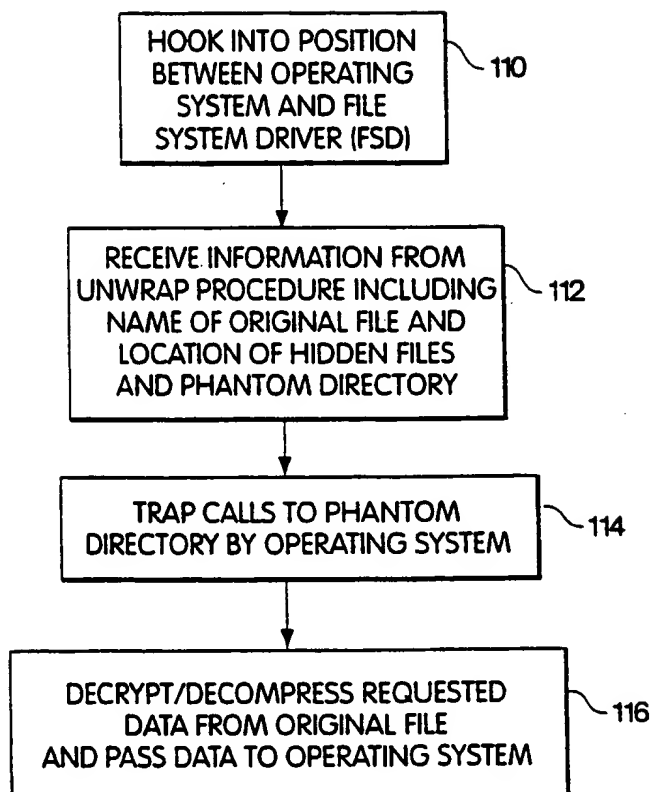 HOOK INTO POSITION
BETWEEN OPERATING
SYSTEM AND FILE
SYSTEM DRIVER (FSD)
110
RECEIVE INFORMATION FROM
UNWRAP PROCEDURE INCLUDING
NAME OF ORIGINAL FILE AND
LOCATION OF HIDDEN FILES
AND PHANTOM DIRECTORY
112
TRAP CALLS TO PHANTOM
DIRECTORY BY OPERATING SYSTEM
114
DECRYPT/DECOMPRESS REQUESTED
DATA FROM ORIGINAL FILE
AND PASS DATA TO OPERATING SYSTEM
116